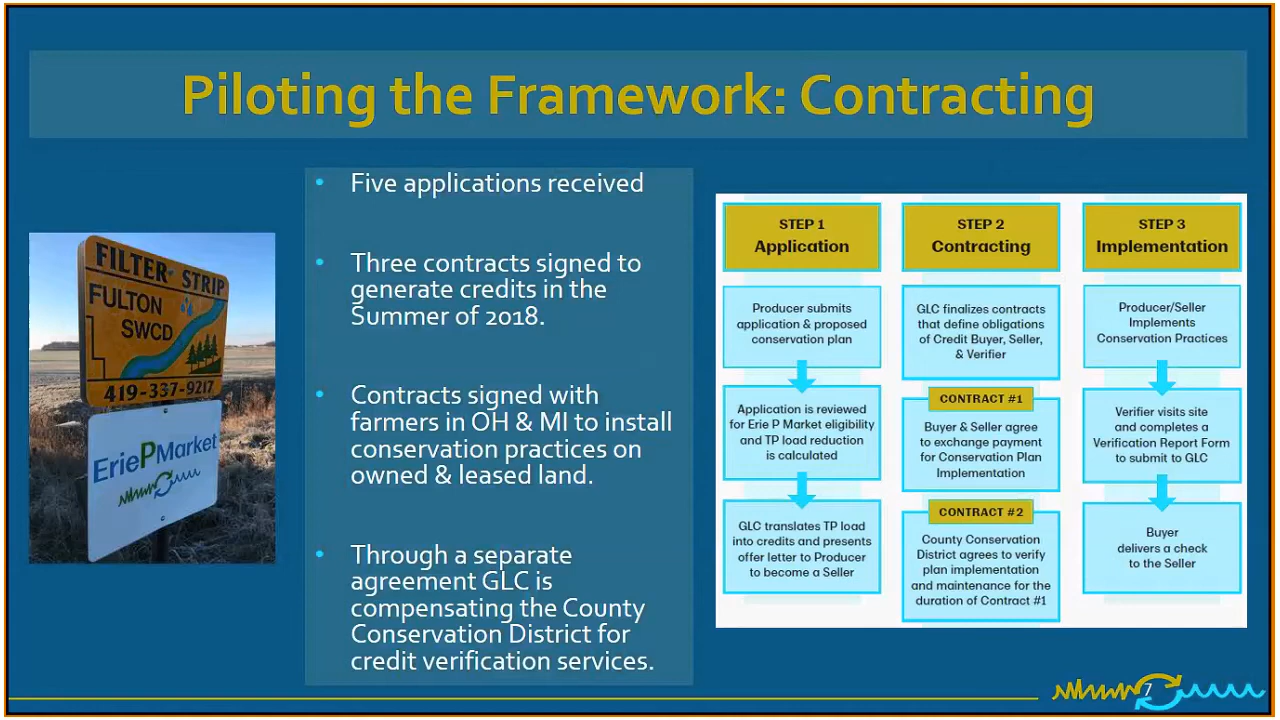 Piloting the Framework: Contracting
FILTER STRIP
FULTON
SWCD
419-337-9217
EriePMarket
• Five applications received
• Three contracts signed to
generate credits in the
Summer of 2018.
• Contracts signed with
farmers in OH & MI to install
conservation practices on
owned & leased land.
• Through a separate
agreement GLC is
compensating the County
Conservation District for
credit verification services.
STEP 1
Application
Producer submits
application & proposed
conservation plan
Application is reviewed
for Erie P Market eligibility
and TP load reduction
is calculated
GLC translates TP load
into credits and presents
offer letter to Producer
to become a Seller
STEP 2
Contracting
GLC finalizes contracts
that define obligations
of Credit Buyer, Seller,
& Verifier
CONTRACT #1
Buyer & Seller agree
to exchange payment
for Conservation Plan
Implementation
CONTRACT #2
County Conservation
District agrees to verify
plan implementation
and maintenance for the
duration of Contract #1
STEP 3
Implementation
Producer/Seller
Implements
Conservation Practices
Verifier visits site
and completes a
Verification Report Form
to submit to GLC
Buyer
delivers a check
to the Seller
7